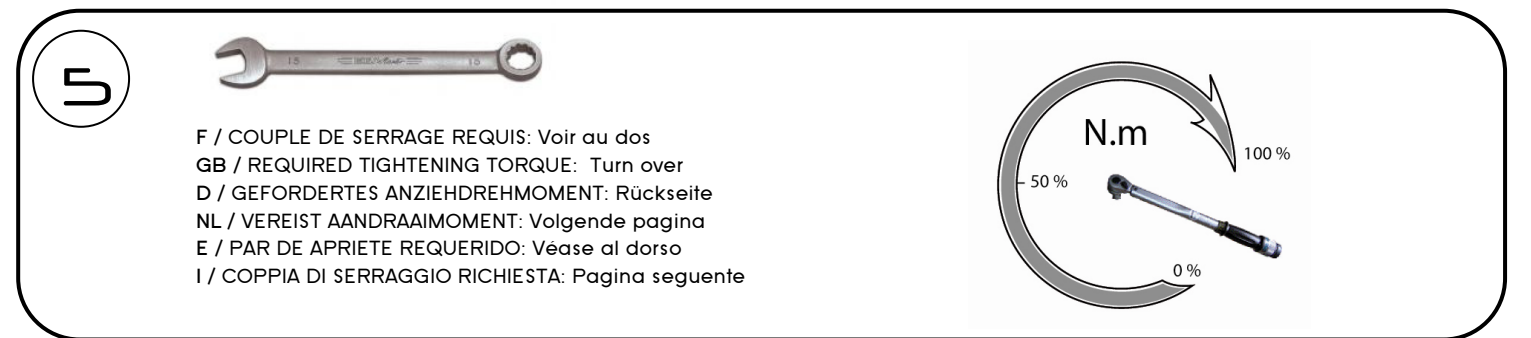 5
15
10
F / COUPLE DE SERRAGE REQUIS: Voir au dos
GB / REQUIRED TIGHTENING TORQUE: Turn over
D / GEFORDERTES ANZIEHDREHMOMENT: Rückseite
NL / VEREIST AANDRAAIMOMENT: Volgende pagina
E / PAR DE APRIETE REQUERIDO: Véase al dorso
I / COPPIA DI SERRAGGIO RICHIESTA: Pagina seguente
N.m
100 %
50 %
0 %